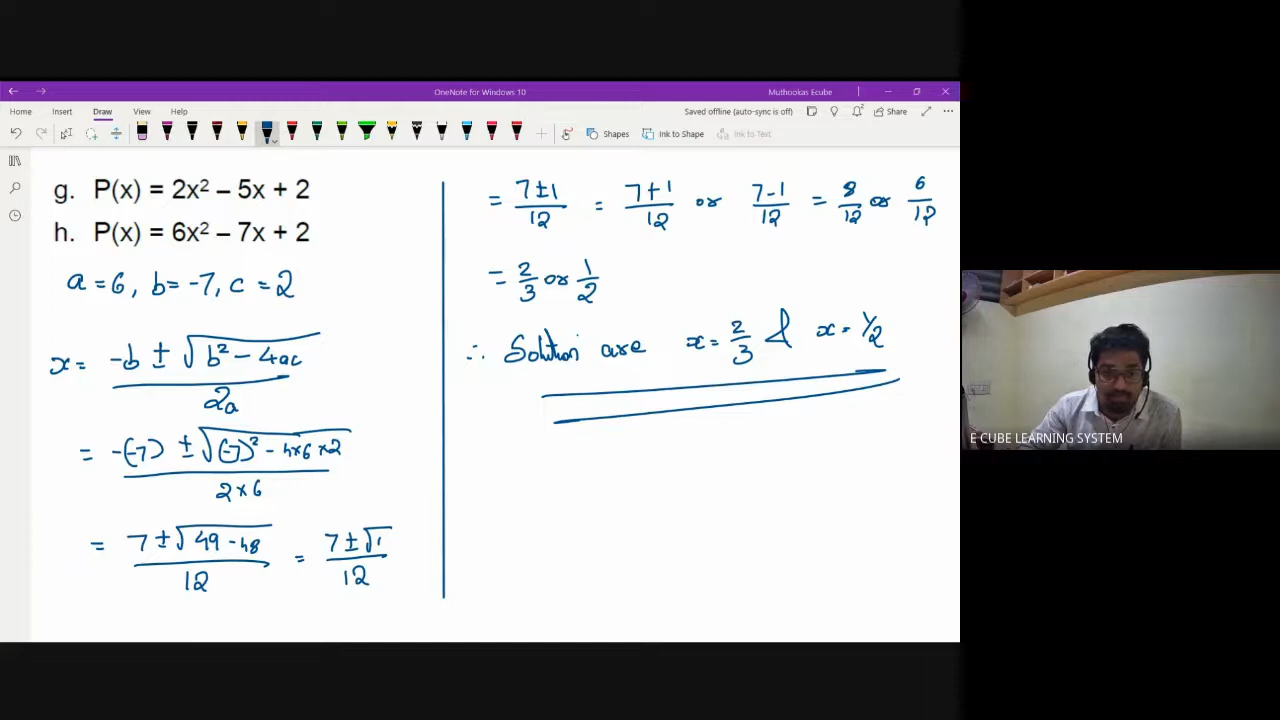 OneNote for Windows 10
Muthookas Ecube
Home Insert Draw View Help
Saved offline (auto-sync is off)
Share
Shapes
Ink to Shape
Ink to Text
g. P(x) = 2x² – 5x + 2
h. P(x) = 6x² – 7x + 2
a = 6, b = -7, c = 2
x = (-b ± √(b² - 4ac)) / 2a
= (-(-7) ± √((-7)² - 4×6×2)) / (2×6)
= (7 ± √(49 - 48)) / 12 = (7 ± √1) / 12
= (7±1)/12 = (7+1)/12 or (7-1)/12 = 8/12 or 6/12
= 2/3 or 1/2
∴ Solution are x = 2/3 & x = 1/2
E CUBE LEARNING SYSTEM